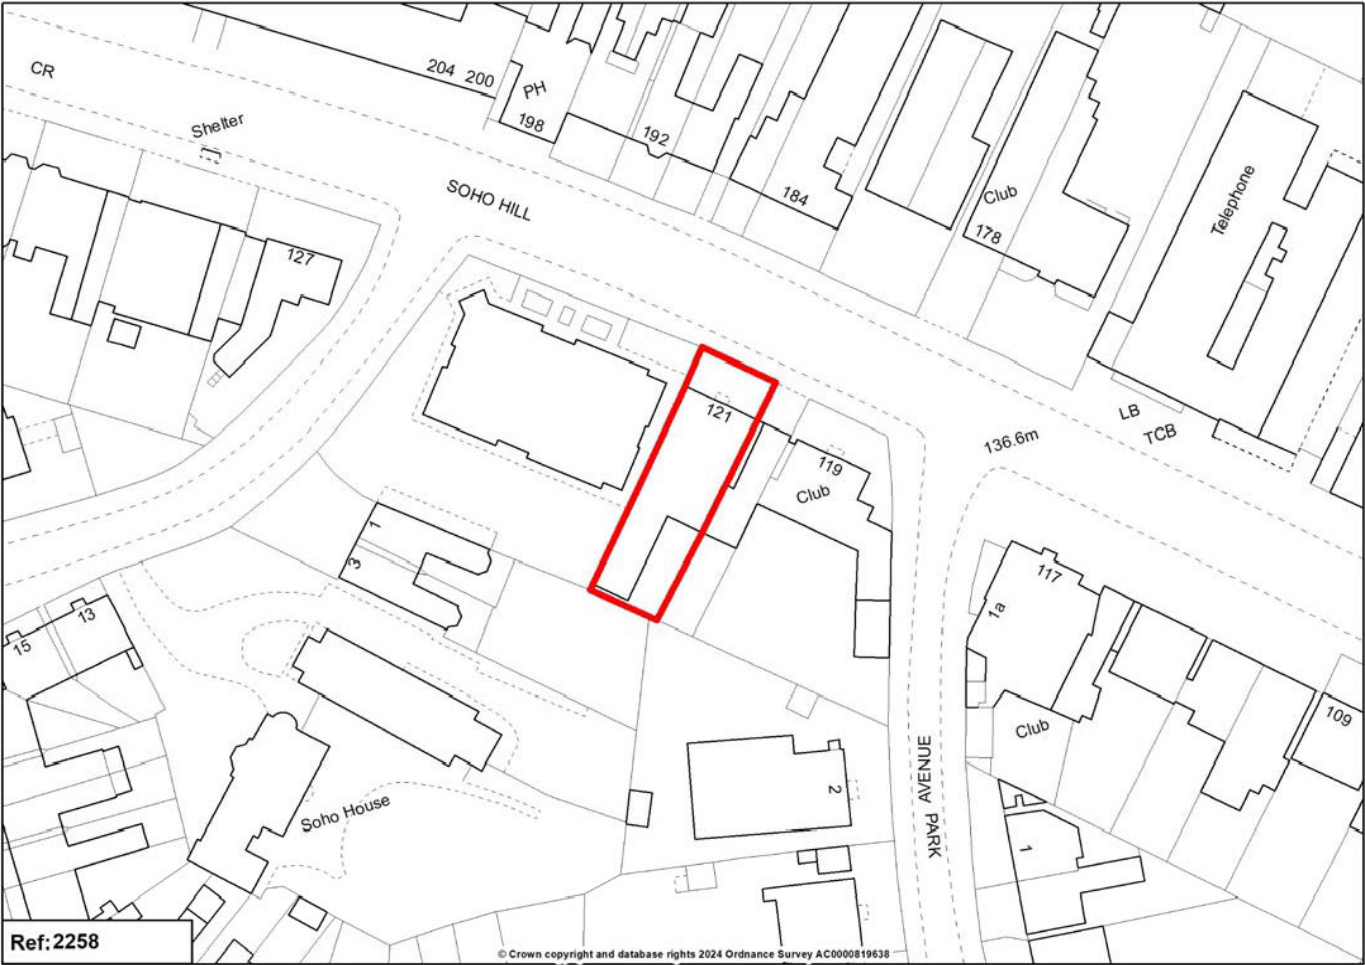 CR
204 200
PH
198
Shelter
192
SOHO HILL
184
Club
178
Telephone
127
121
LB
TCB
136.6m
119
Club
1
3
117
1a
13
15
Club
109
Soho House
2
PARK AVENUE
1
Ref:2258
© Crown copyright and database rights 2024 Ordnance Survey AC0000819638